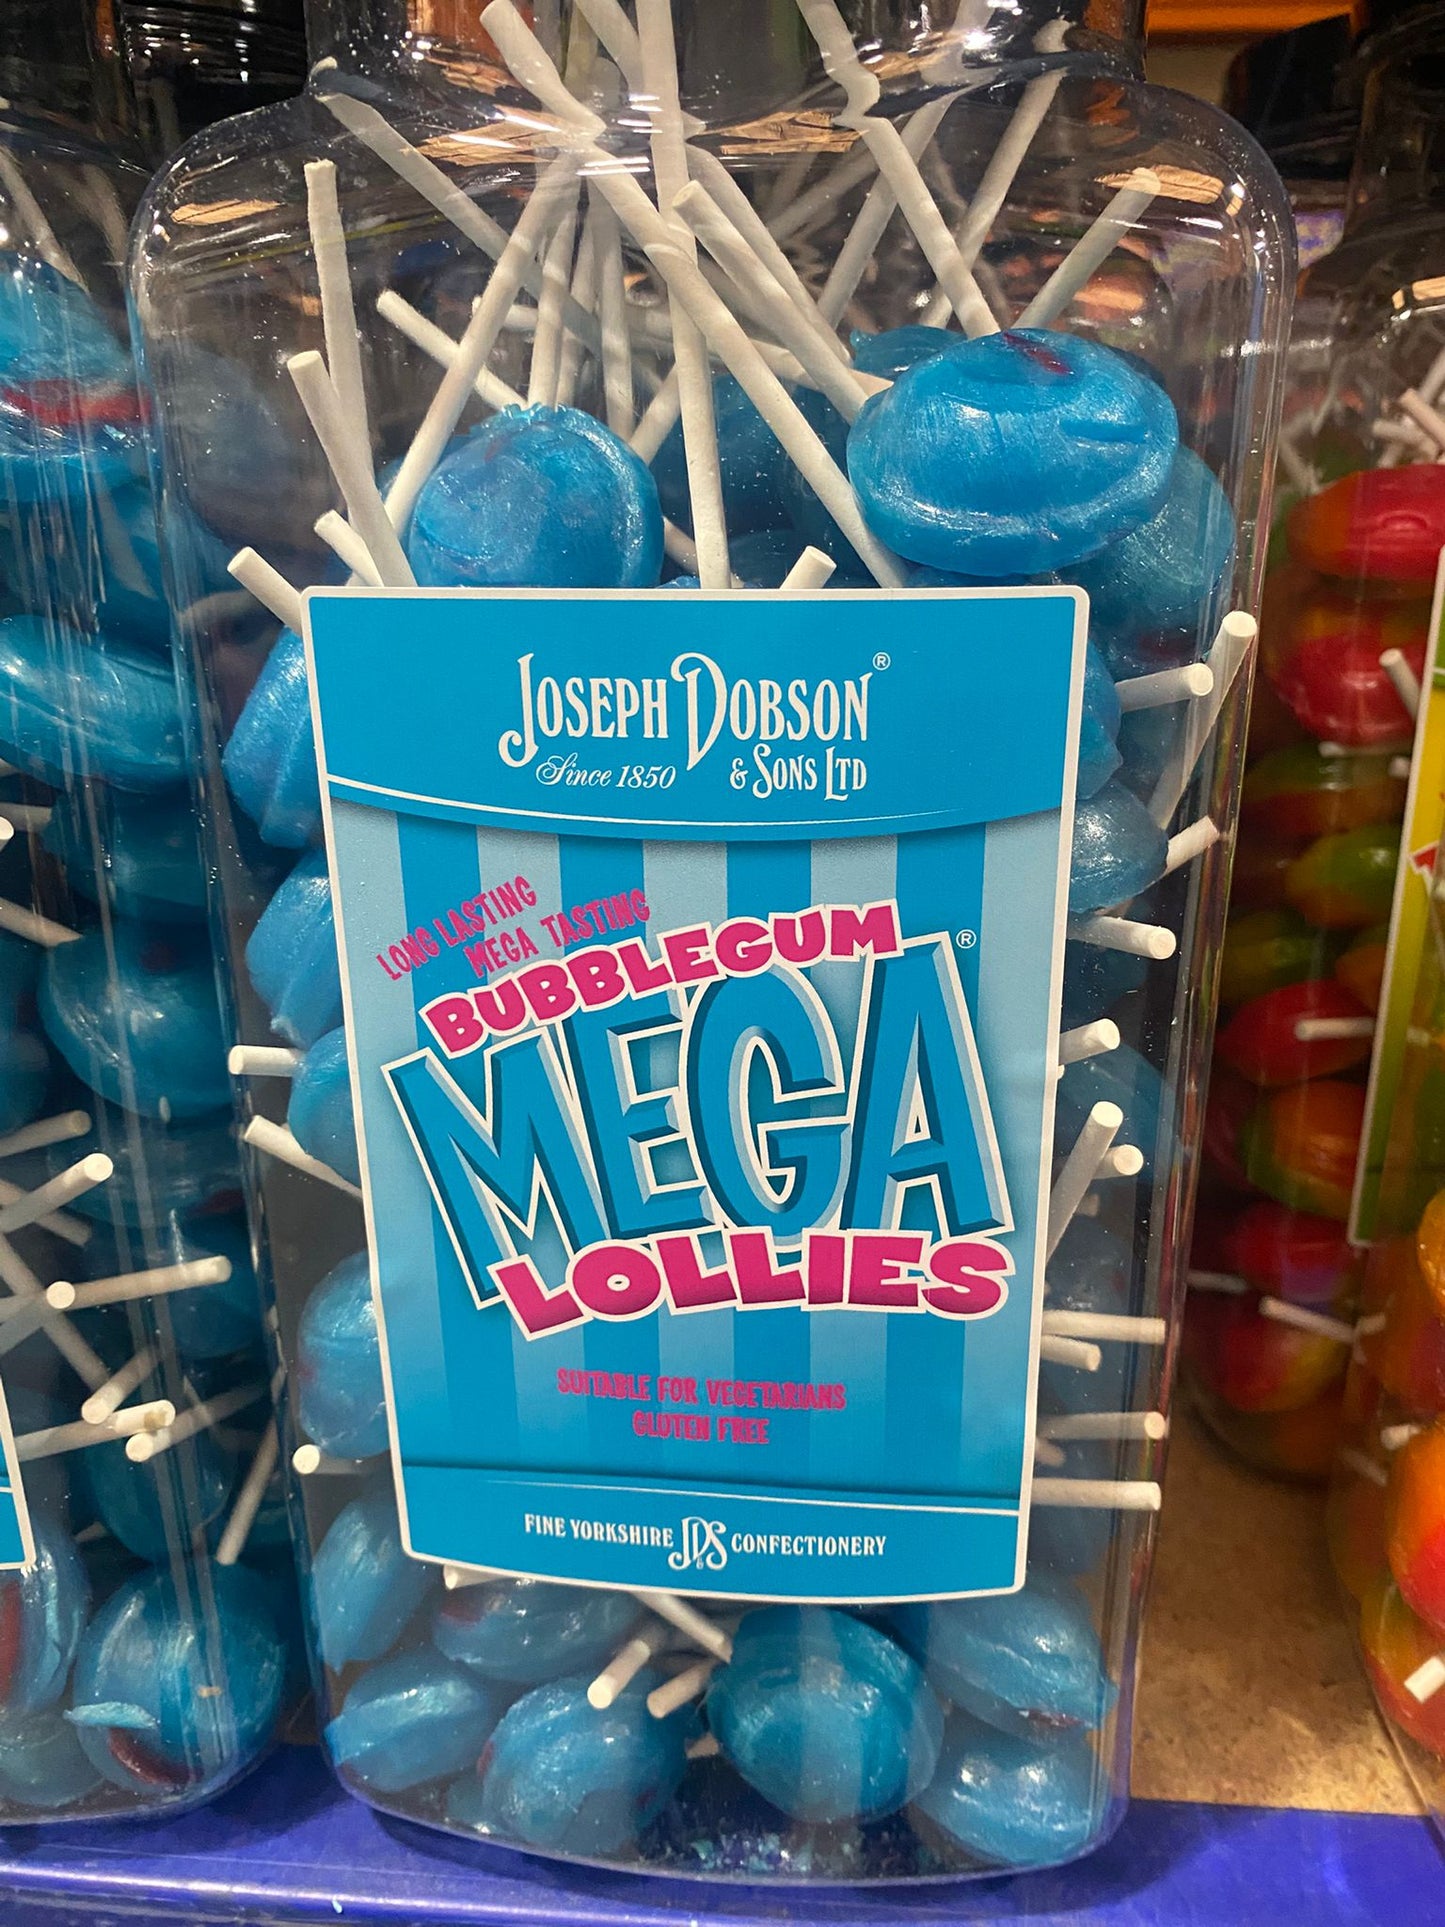 JOSEPH DOBSON®
Since 1850 & SONS LTD
LONG LASTING
MEGA TASTING
BUBBLEGUM
MEGA®
LOLLIES
SUITABLE FOR VEGETARIANS
GLUTEN FREE
FINE YORKSHIRE JD&S CONFECTIONERY